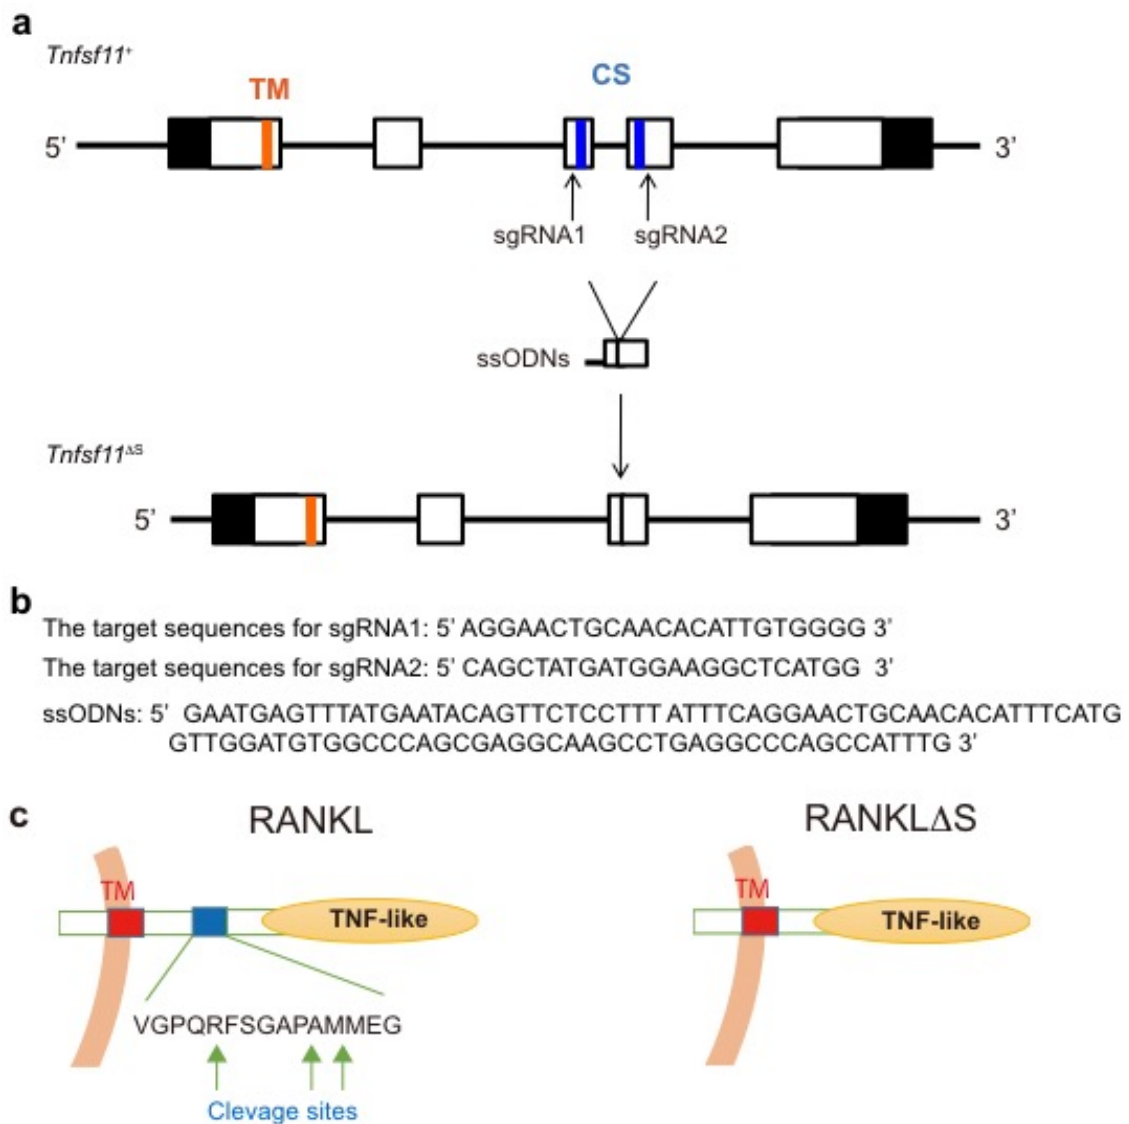 a
Tnfsf11⁺
TM
CS
5’ 3’
sgRNA1 sgRNA2
ssODNs
Tnfsf11ΔS
5’ 3’
b
The target sequences for sgRNA1: 5’ AGGAACTGCAACACATTGTGGGG 3’
The target sequences for sgRNA2: 5’ CAGCTATGATGGAAGGCTCATGG 3’
ssODNs: 5’ GAATGAGTTTATGAATACAGTTCTCCTTT ATTTCAGGAACTGCAACACATTTCATG
GTTGGATGTGGCCCAGCGAGGCAAGCCTGAGGCCCAGCCATTTG 3’
c
RANKL RANKLΔS
TM TM
TNF-like TNF-like
VGPQRFSGAPAMMEG
Clevage sites